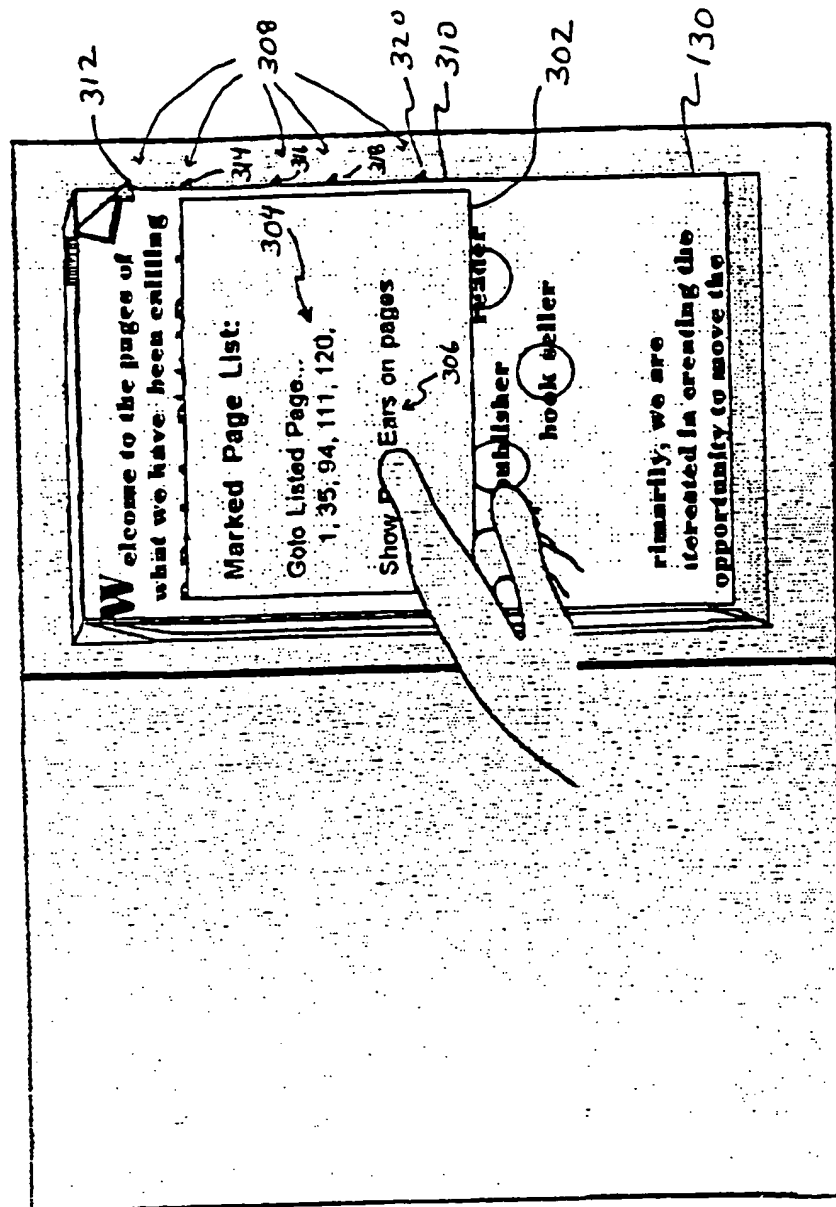 312
308
320
310
302
130
314
316
318
Welcome to the pages of
what we have been calling
Marked Page List:
304
Goto Listed Page...
1, 35, 94, 111, 120,
Show Ears on pages
306
reader
publisher
book seller
rimarily, we are
iterested in creating the
opportunity to move the